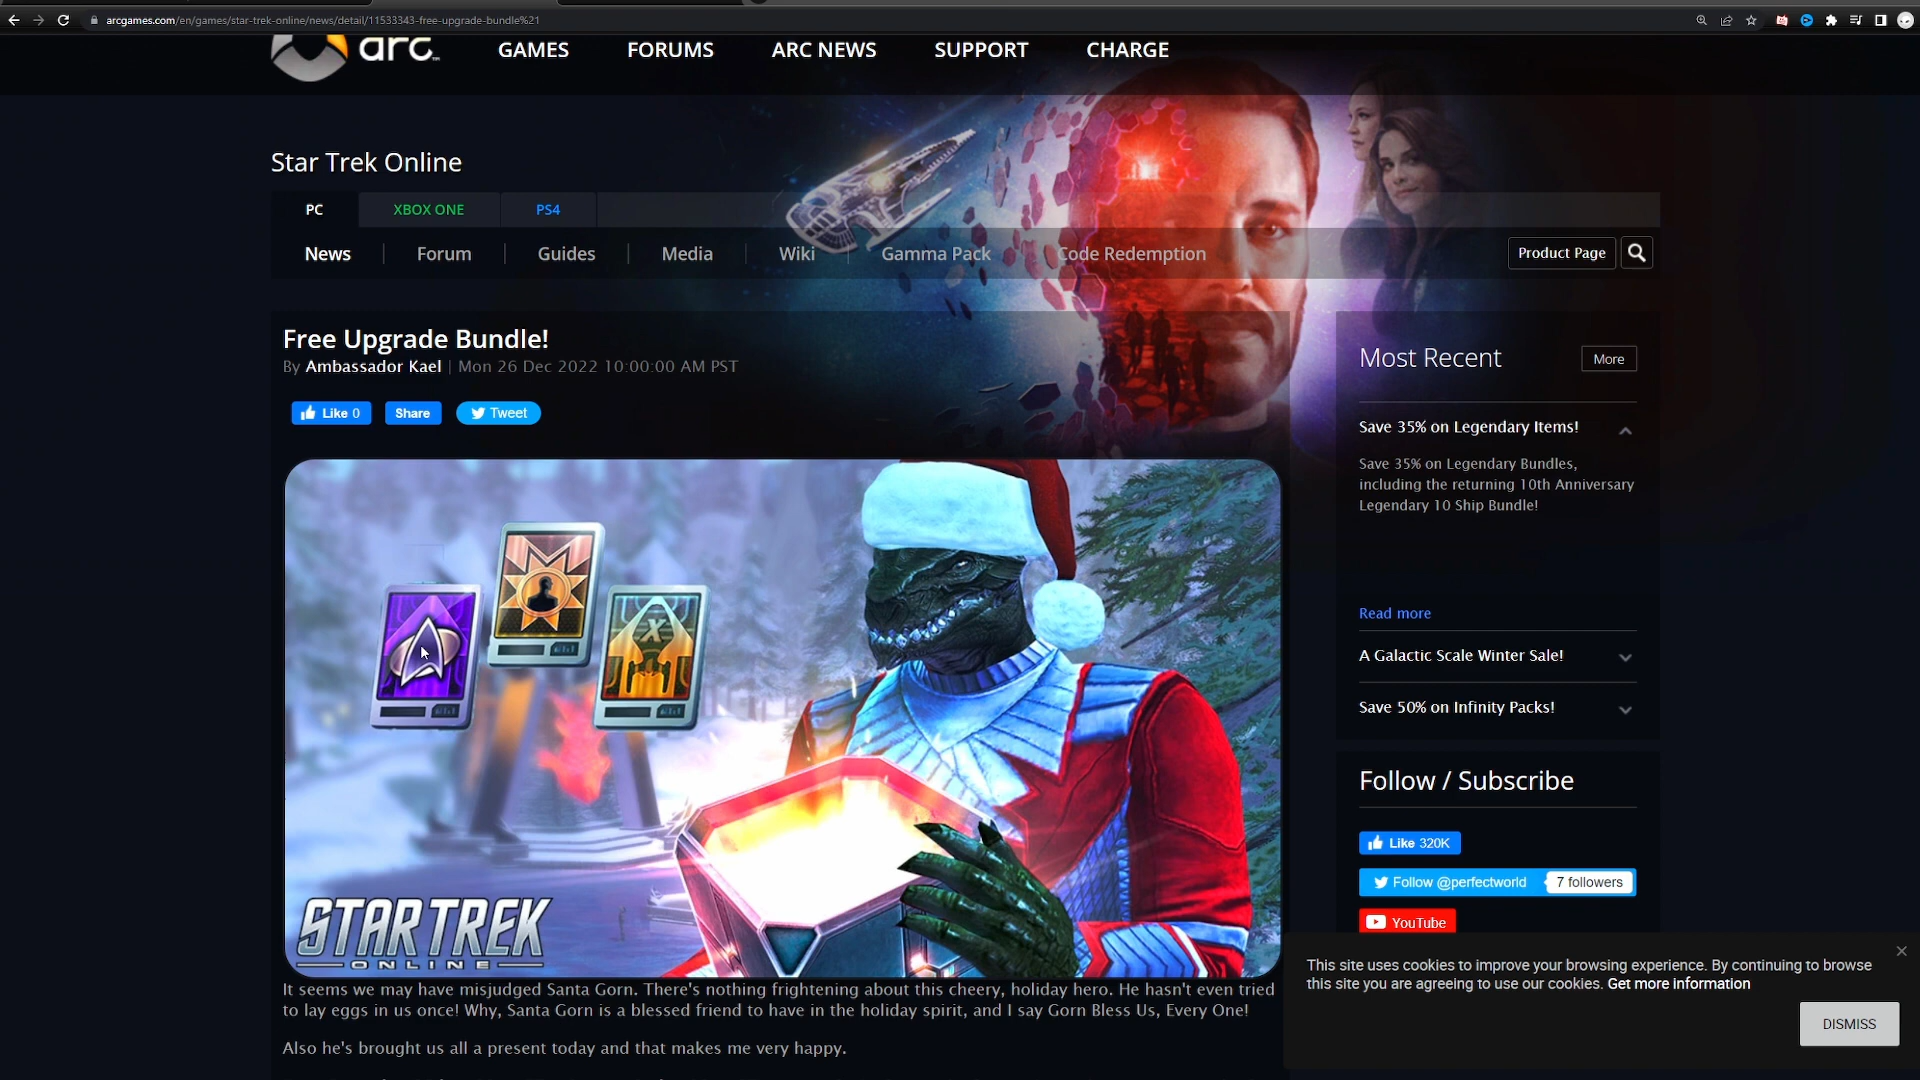 arcgames.com/en/games/star-trek-online/news/detail/11533343-free-upgrade-bundle%21
arc
GAMES
FORUMS
ARC NEWS
SUPPORT
CHARGE
Star Trek Online
PC
XBOX ONE
PS4
News
Forum
Guides
Media
Wiki
Gamma Pack
Code Redemption
Product Page
Free Upgrade Bundle!
By Ambassador Kael | Mon 26 Dec 2022 10:00:00 AM PST
Like 0
Share
Tweet
STAR TREK
ONLINE
It seems we may have misjudged Santa Gorn. There's nothing frightening about this cheery, holiday hero. He hasn't even tried
to lay eggs in us once! Why, Santa Gorn is a blessed friend to have in the holiday spirit, and I say Gorn Bless Us, Every One!
Also he's brought us all a present today and that makes me very happy.
Most Recent
More
Save 35% on Legendary Items!
Save 35% on Legendary Bundles,
including the returning 10th Anniversary
Legendary 10 Ship Bundle!
Read more
A Galactic Scale Winter Sale!
Save 50% on Infinity Packs!
Follow / Subscribe
Like 320K
Follow @perfectworld
7 followers
YouTube
This site uses cookies to improve your browsing experience. By continuing to browse
this site you are agreeing to use our cookies. Get more information
DISMISS